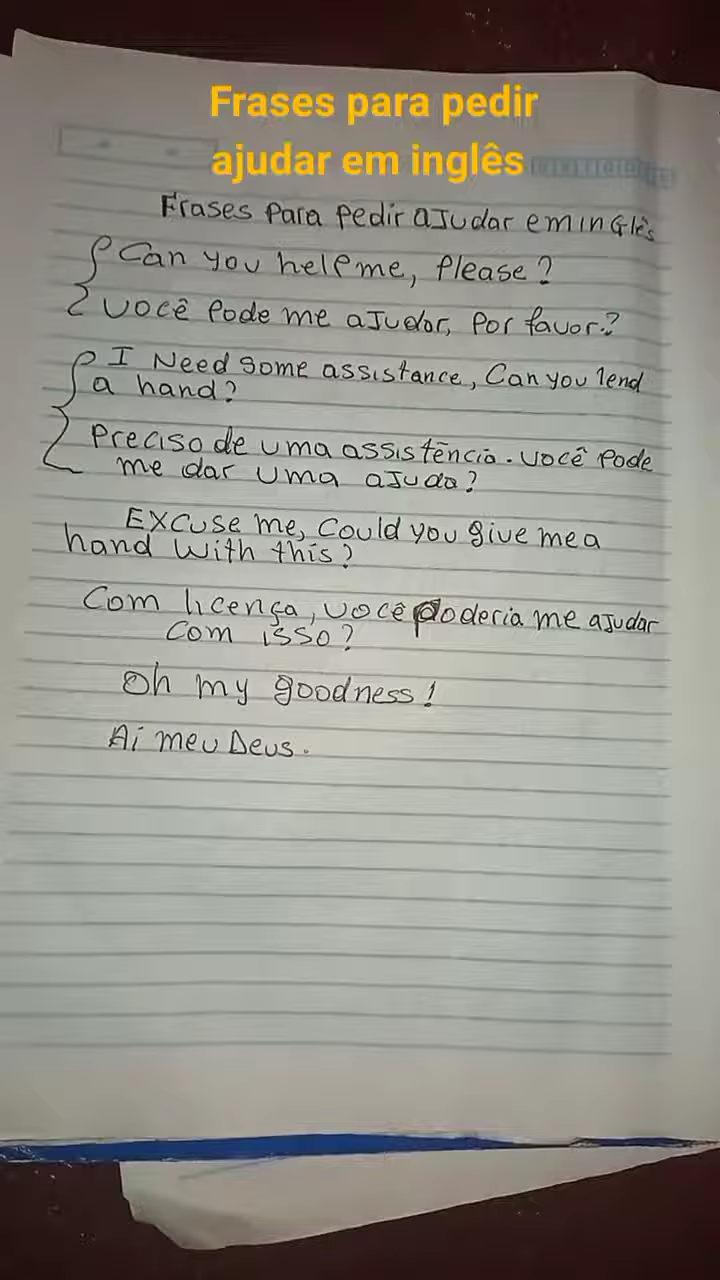 Frases para pedir
ajudar em inglês
Frases Para Pedir aJudar em inGlês
Can you help me, Please?
você Pode me aJudar, Por favor.?
I Need some assistance, Can you lend
a hand?
Preciso de uma assistência. você Pode
me dar uma aJuda?
EXCuse me, Could you give me a
hand With this?
Com licença, você poderia me aJudar
com isso?
Oh my goodness!
Ai meu Deus.